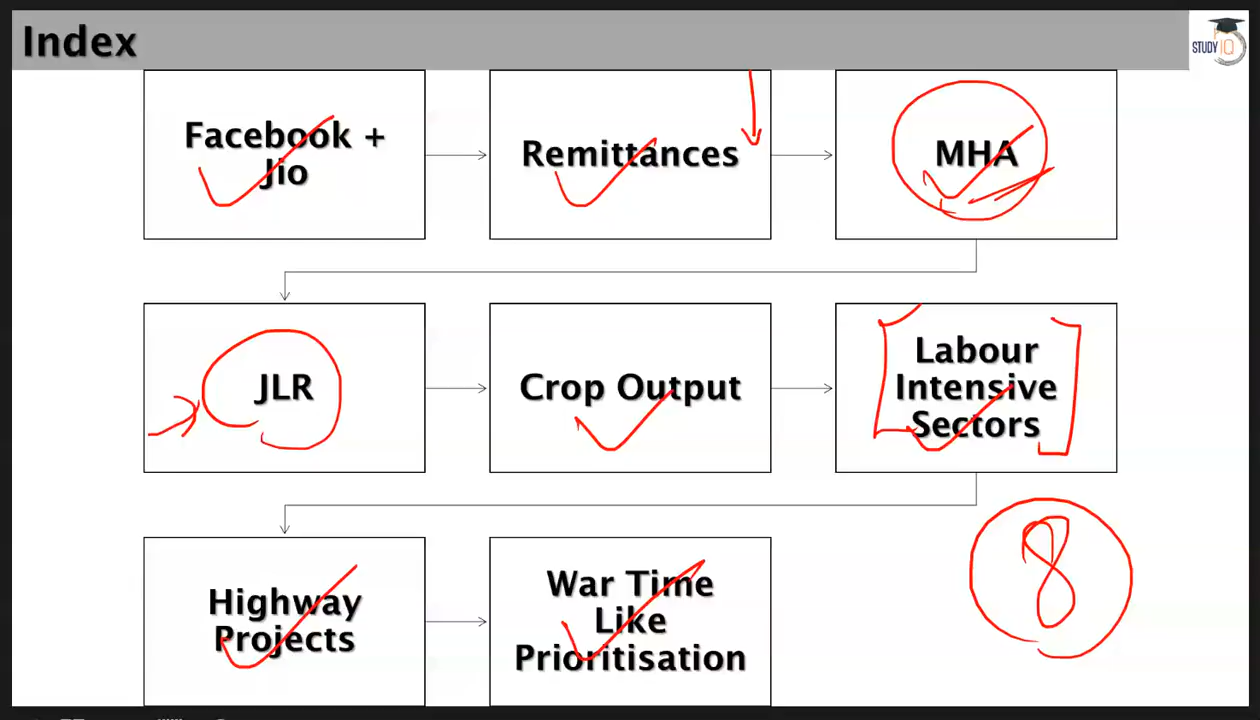 Index
STUDY IQ
Facebook +
Jio
Remittances
MHA
JLR
Crop Output
Labour
Intensive
Sectors
Highway
Projects
War Time
Like
Prioritisation
8